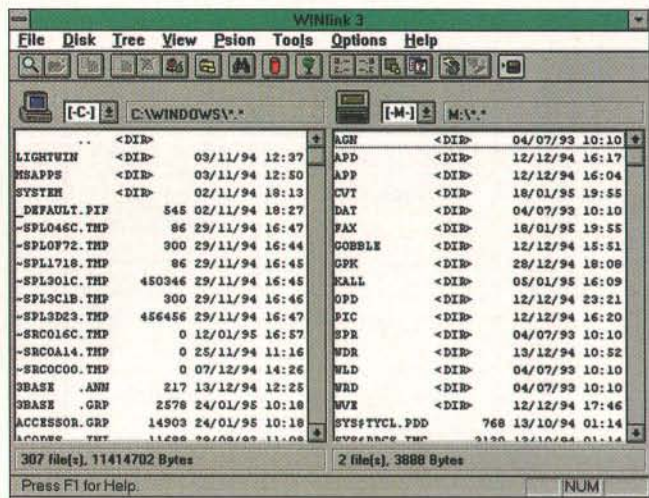 WINlink 3
File Disk Tree View Psion Tools Options Help
[-C-] C:\WINDOWS\*.*
.. <DIR>
LIGHTWIN <DIR> 03/11/94 12:37
MSAPPS <DIR> 03/11/94 12:50
SYSTEM <DIR> 02/11/94 18:13
_DEFAULT.PIF 545 02/11/94 18:27
~SPL046C.TMP 86 29/11/94 16:47
~SPL0F72.TMP 300 29/11/94 16:44
~SPL1718.TMP 86 29/11/94 16:45
~SPL301C.TMP 450346 29/11/94 16:45
~SPL3C1B.TMP 300 29/11/94 16:46
~SPL3D23.TMP 456456 29/11/94 16:47
~SRC016C.TMP 0 12/01/95 16:57
~SRC0A14.TMP 0 25/11/94 11:16
~SRC0C00.TMP 0 07/12/94 14:26
3BASE .ANN 217 13/12/94 12:25
3BASE .GRP 2578 24/01/95 10:18
ACCESSOR.GRP 14903 24/01/95 10:18
307 file(s), 11414702 Bytes
[-M-] M:\*.*
AGN <DIR> 04/07/93 10:10
APD <DIR> 12/12/94 16:17
APP <DIR> 12/12/94 16:04
CVT <DIR> 18/01/95 19:55
DAT <DIR> 04/07/93 10:10
FAX <DIR> 18/01/95 19:55
GOBBLE <DIR> 12/12/94 15:51
GPK <DIR> 28/12/94 18:08
KALL <DIR> 05/01/95 16:09
OPD <DIR> 12/12/94 23:21
PIC <DIR> 12/12/94 16:20
SPR <DIR> 04/07/93 10:10
WDR <DIR> 13/12/94 10:52
WLD <DIR> 04/07/93 10:10
WRD <DIR> 04/07/93 10:10
WVE <DIR> 12/12/94 17:46
SYS$TYCL.PDD 768 13/10/94 01:14
2 file(s), 3888 Bytes
Press F1 for Help.
NUM